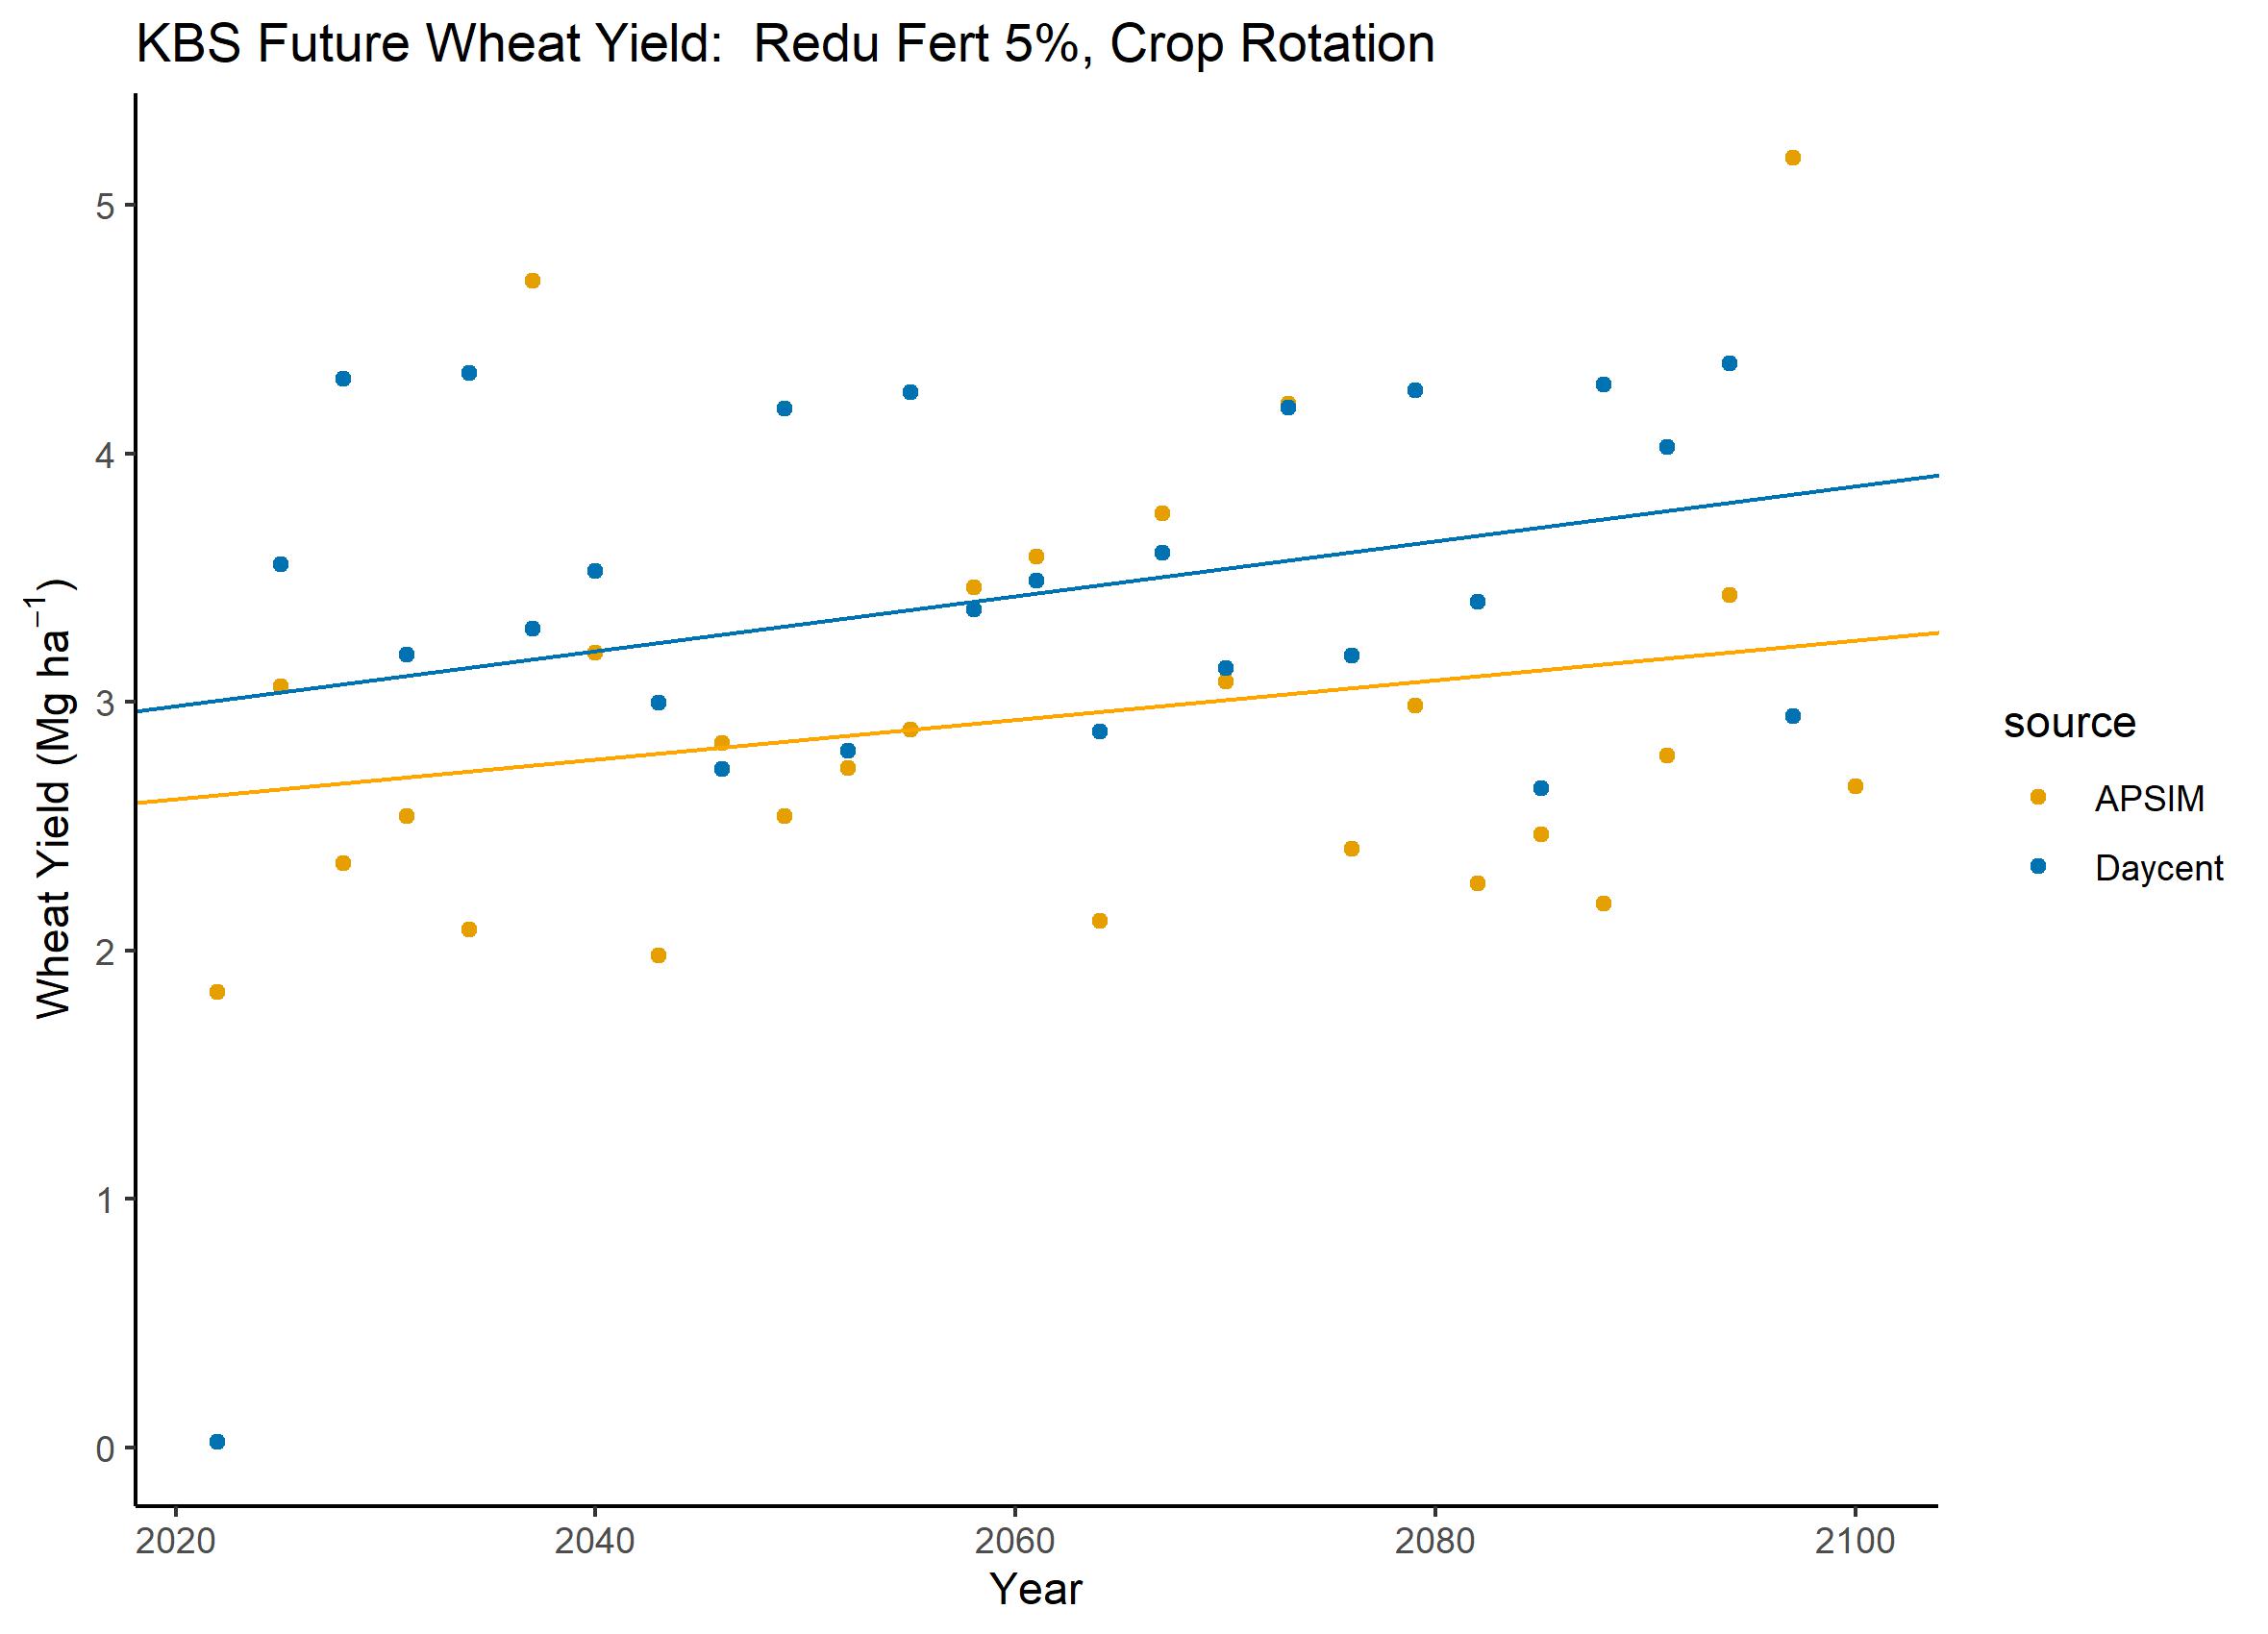 KBS Future Wheat Yield:  Redu Fert 5%, Crop Rotation
Wheat Yield (Mg ha⁻¹)
5
4
3
2
1
0
2020 2040 2060 2080 2100
Year
source
APSIM
Daycent